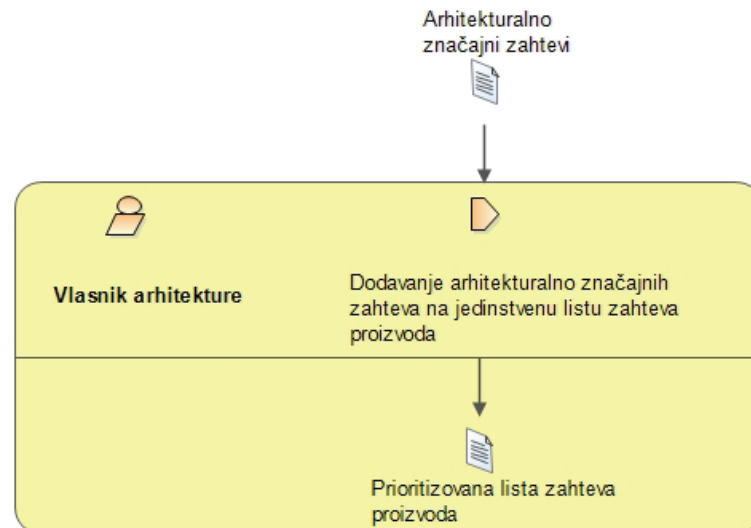 Arhitekturalno
značajni zahtevi
Vlasnik arhitekture
Dodavanje arhitekturalno značajnih
zahteva na jedinstvenu listu zahteva
proizvoda
Prioritizovana lista zahteva
proizvoda